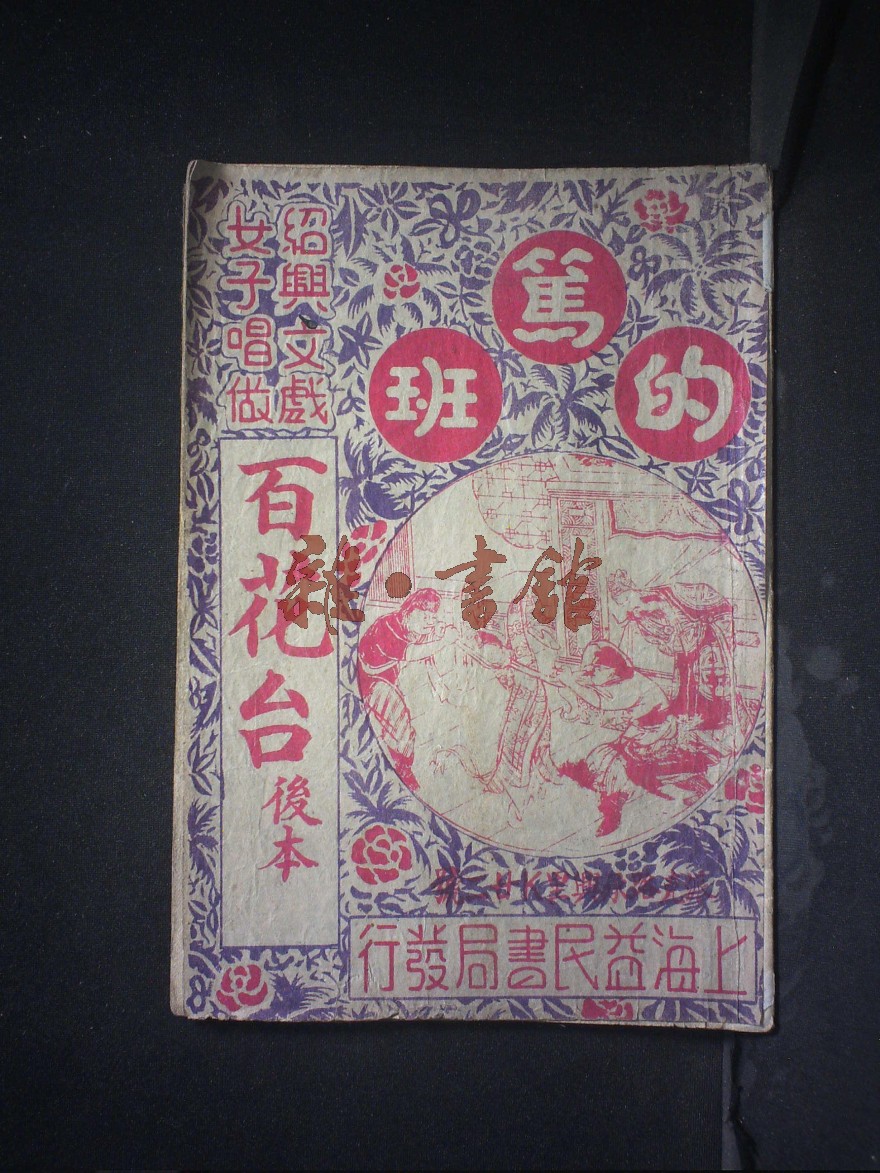 的篤班
紹興文戲
女子唱做
百花台 後本
雜·書館
上海益民書局發行